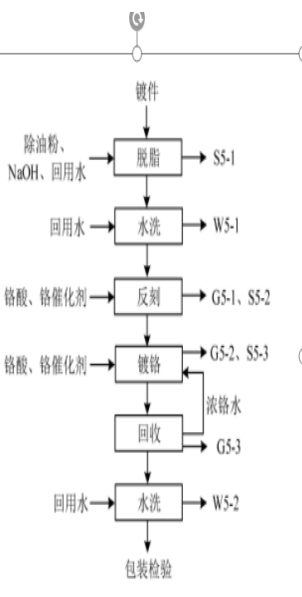 镀件
除油粉、
NaOH、回用水
脱脂
S5-1
回用水
水洗
W5-1
铬酸、铬催化剂
反刻
G5-1、S5-2
铬酸、铬催化剂
镀铬
G5-2、S5-3
浓铬水
回收
G5-3
回用水
水洗
W5-2
包装检验